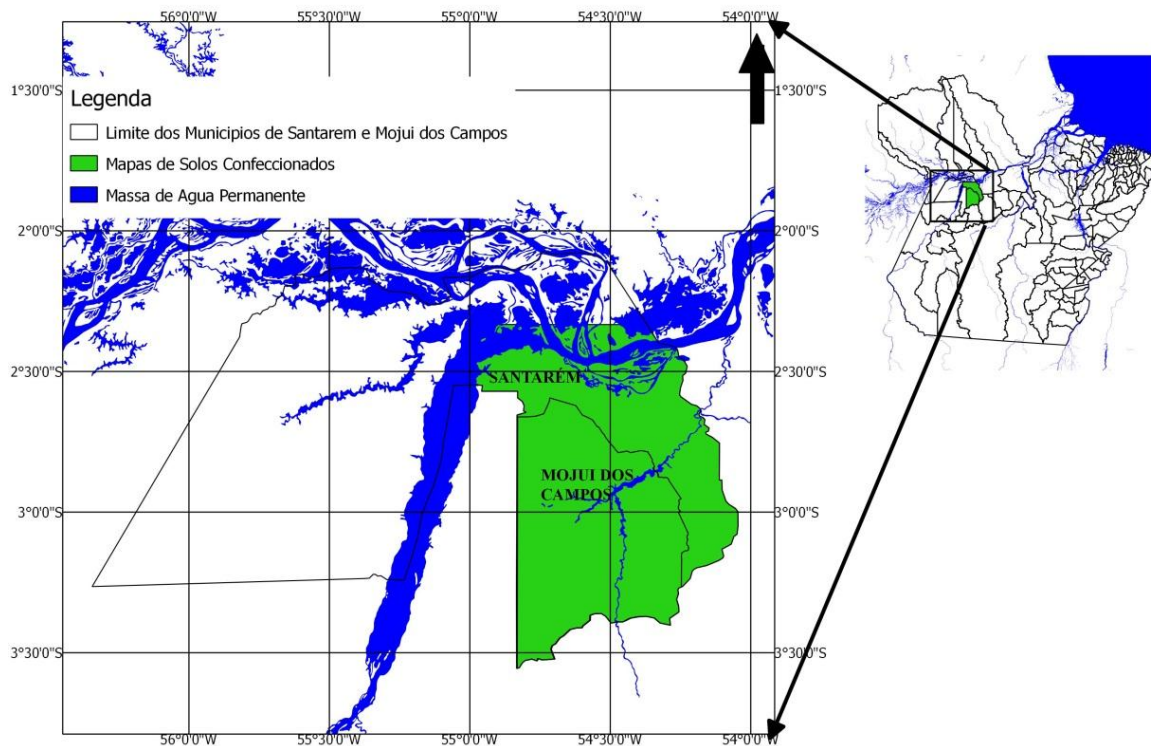 56°0'0"W 55°30'0"W 55°0'0"W 54°30'0"W 54°0'0"W
1°30'0"S 1°30'0"S
Legenda
Limite dos Municipios de Santarem e Mojui dos Campos
Mapas de Solos Confeccionados
Massa de Agua Permanente
2°0'0"S 2°0'0"S
2°30'0"S 2°30'0"S
SANTARÉM
MOJUI DOS
CAMPOS
3°0'0"S 3°0'0"S
3°30'0"S 3°30'0"S
56°0'0"W 55°30'0"W 55°0'0"W 54°30'0"W 54°0'0"W